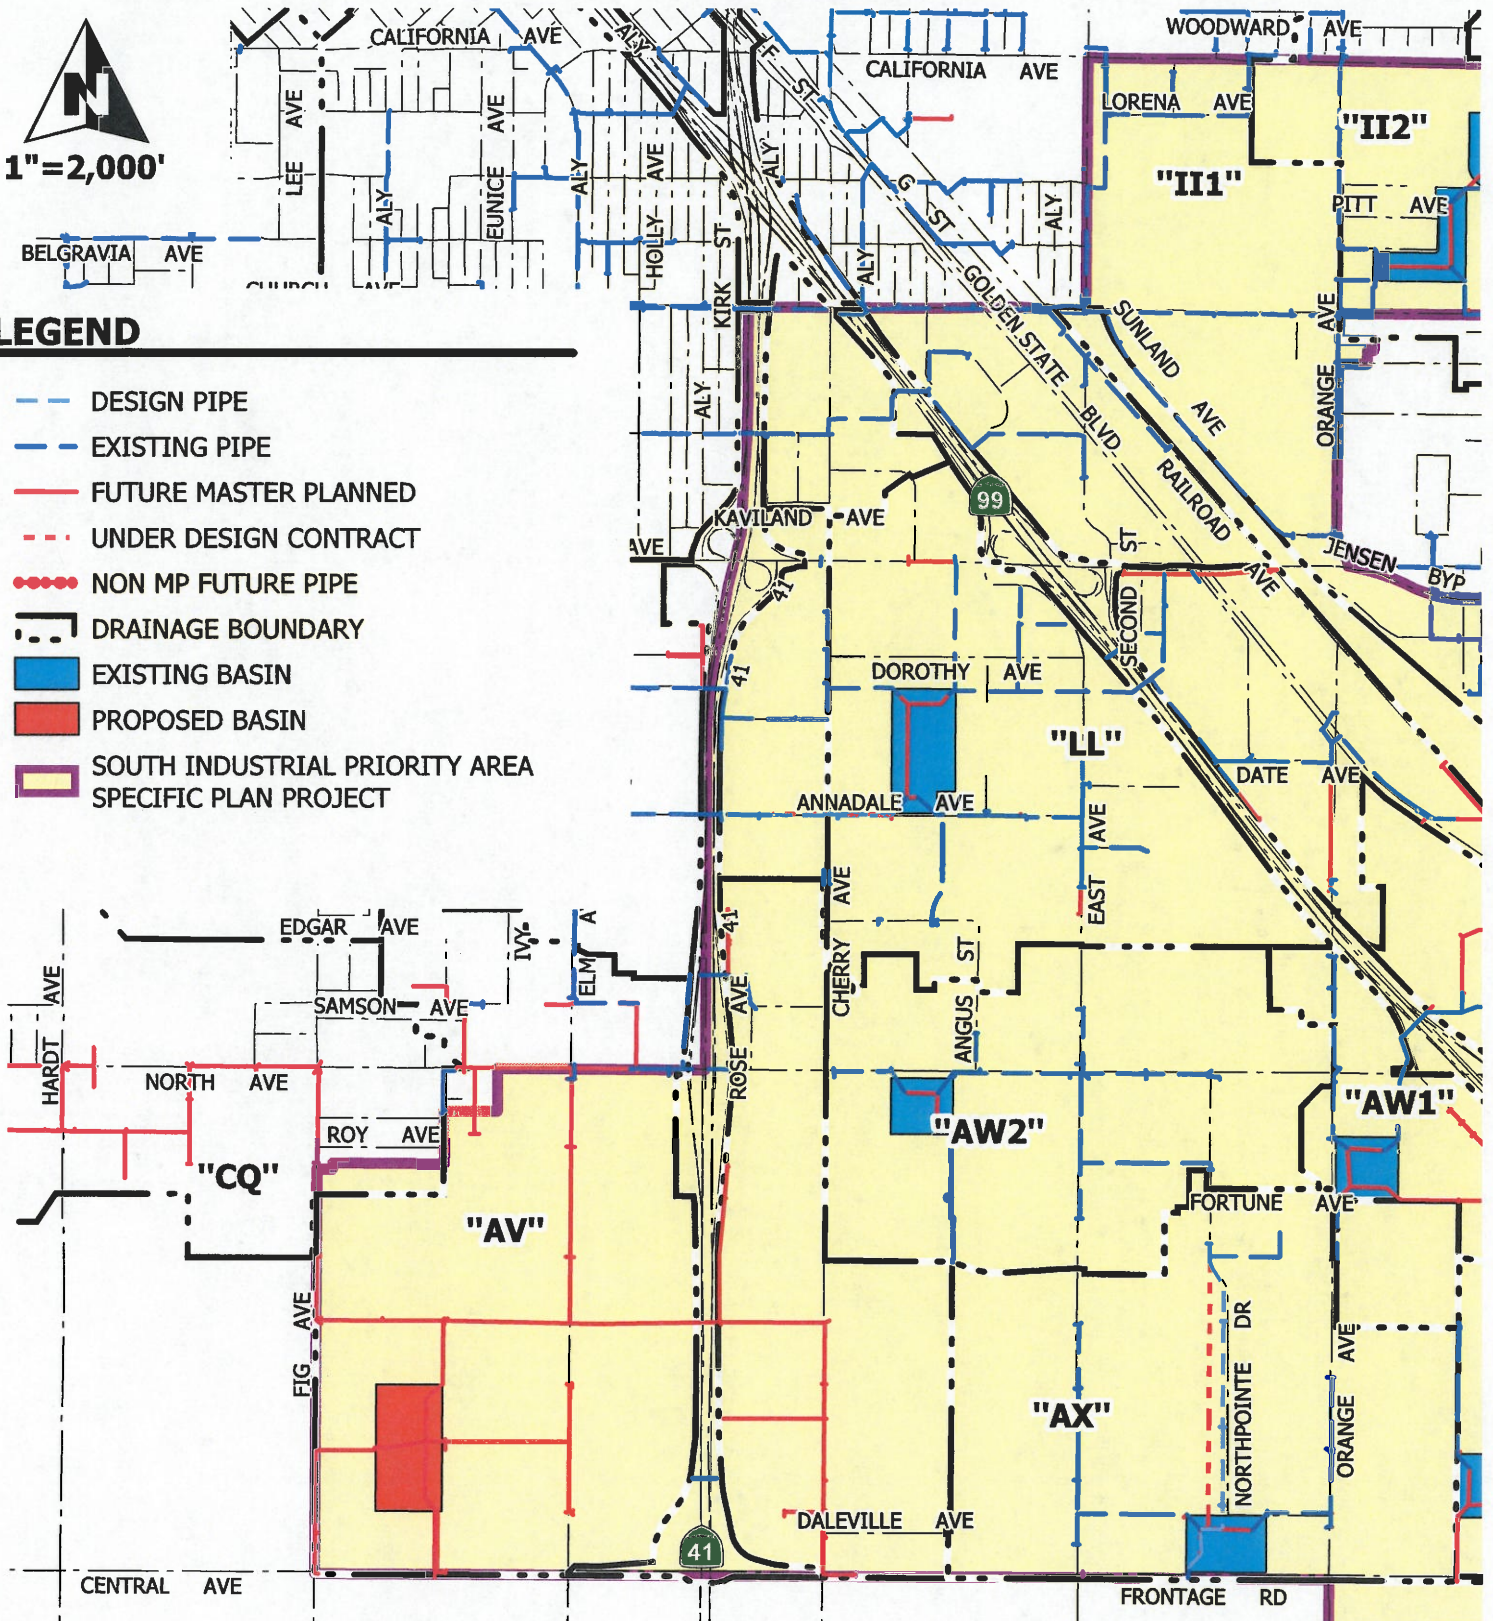 WOODWARD AVE
CALIFORNIA AVE
ALY
F ST
CALIFORNIA AVE
N
1"=2,000'
LEE AVE
ALY
EUNICE AVE
ALY
HOLLY AVE
ALY
G ST
ALY
LORENA AVE
"II2"
"II1"
PITT AVE
BELGRAVIA AVE
CHURCH AVE
KIRK ST
ALY
GOLDEN STATE BLVD
SUNLAND AVE
ORANGE AVE
LEGEND
DESIGN PIPE
EXISTING PIPE
FUTURE MASTER PLANNED
UNDER DESIGN CONTRACT
NON MP FUTURE PIPE
DRAINAGE BOUNDARY
EXISTING BASIN
PROPOSED BASIN
SOUTH INDUSTRIAL PRIORITY AREA
SPECIFIC PLAN PROJECT
ALY
RAILROAD AVE
99
KAVILAND AVE
AVE
JENSEN BYP
41
SECOND ST
41
DOROTHY AVE
"LL"
DATE AVE
ANNADALE AVE
EAST AVE
CHERRY AVE
41
EDGAR AVE
IVY
ELM A
HARDT AVE
SAMSON AVE
ROSE AVE
ANGUS ST
NORTH AVE
"AW1"
ROY AVE
"AW2"
"CQ"
"AV"
FORTUNE AVE
FIG AVE
NORTHPOINTE DR
ORANGE AVE
"AX"
DALEVILLE AVE
41
CENTRAL AVE
FRONTAGE RD